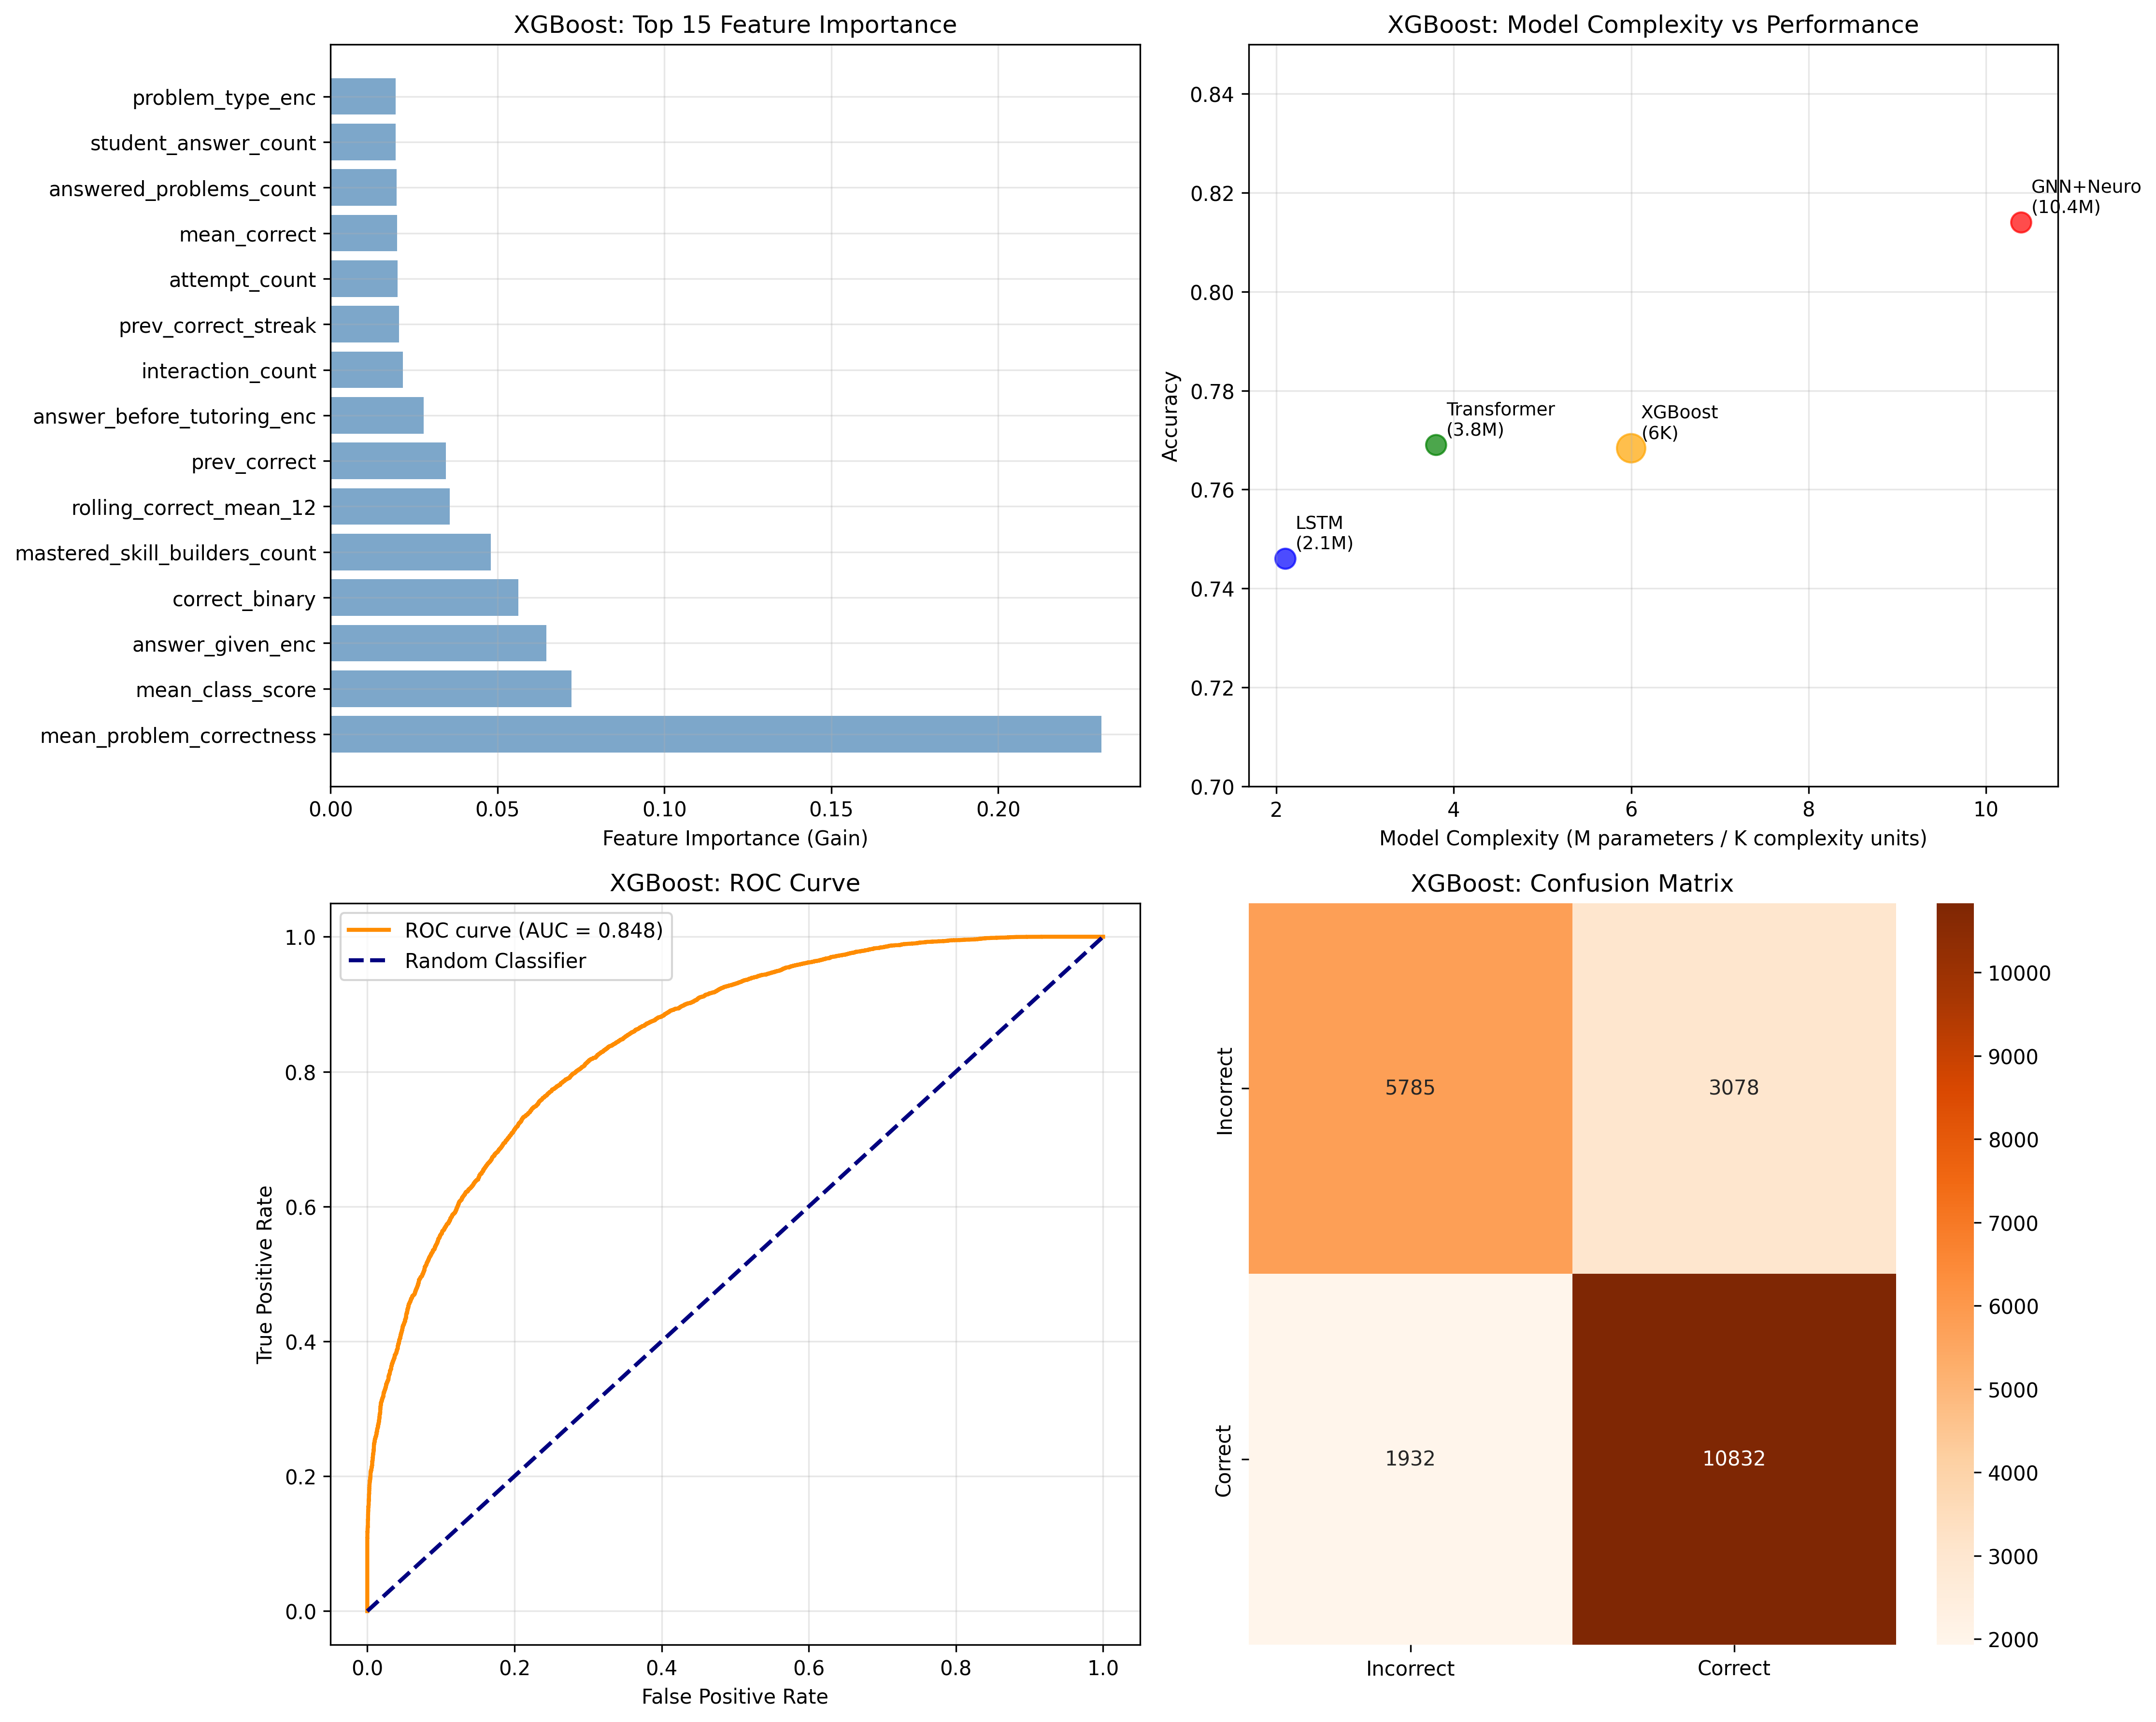 XGBoost: Top 15 Feature Importance
problem_type_enc
student_answer_count
answered_problems_count
mean_correct
attempt_count
prev_correct_streak
interaction_count
answer_before_tutoring_enc
prev_correct
rolling_correct_mean_12
mastered_skill_builders_count
correct_binary
answer_given_enc
mean_class_score
mean_problem_correctness
0.00 0.05 0.10 0.15 0.20
Feature Importance (Gain)
XGBoost: Model Complexity vs Performance
Accuracy
0.84
0.82
0.80
0.78
0.76
0.74
0.72
0.70
GNN+Neuro
(10.4M)
Transformer
(3.8M)
XGBoost
(6K)
LSTM
(2.1M)
2 4 6 8 10
Model Complexity (M parameters / K complexity units)
XGBoost: ROC Curve
ROC curve (AUC = 0.848)
Random Classifier
True Positive Rate
1.0
0.8
0.6
0.4
0.2
0.0
0.0 0.2 0.4 0.6 0.8 1.0
False Positive Rate
XGBoost: Confusion Matrix
Incorrect
5785 3078
Correct
1932 10832
Incorrect Correct
10000
9000
8000
7000
6000
5000
4000
3000
2000